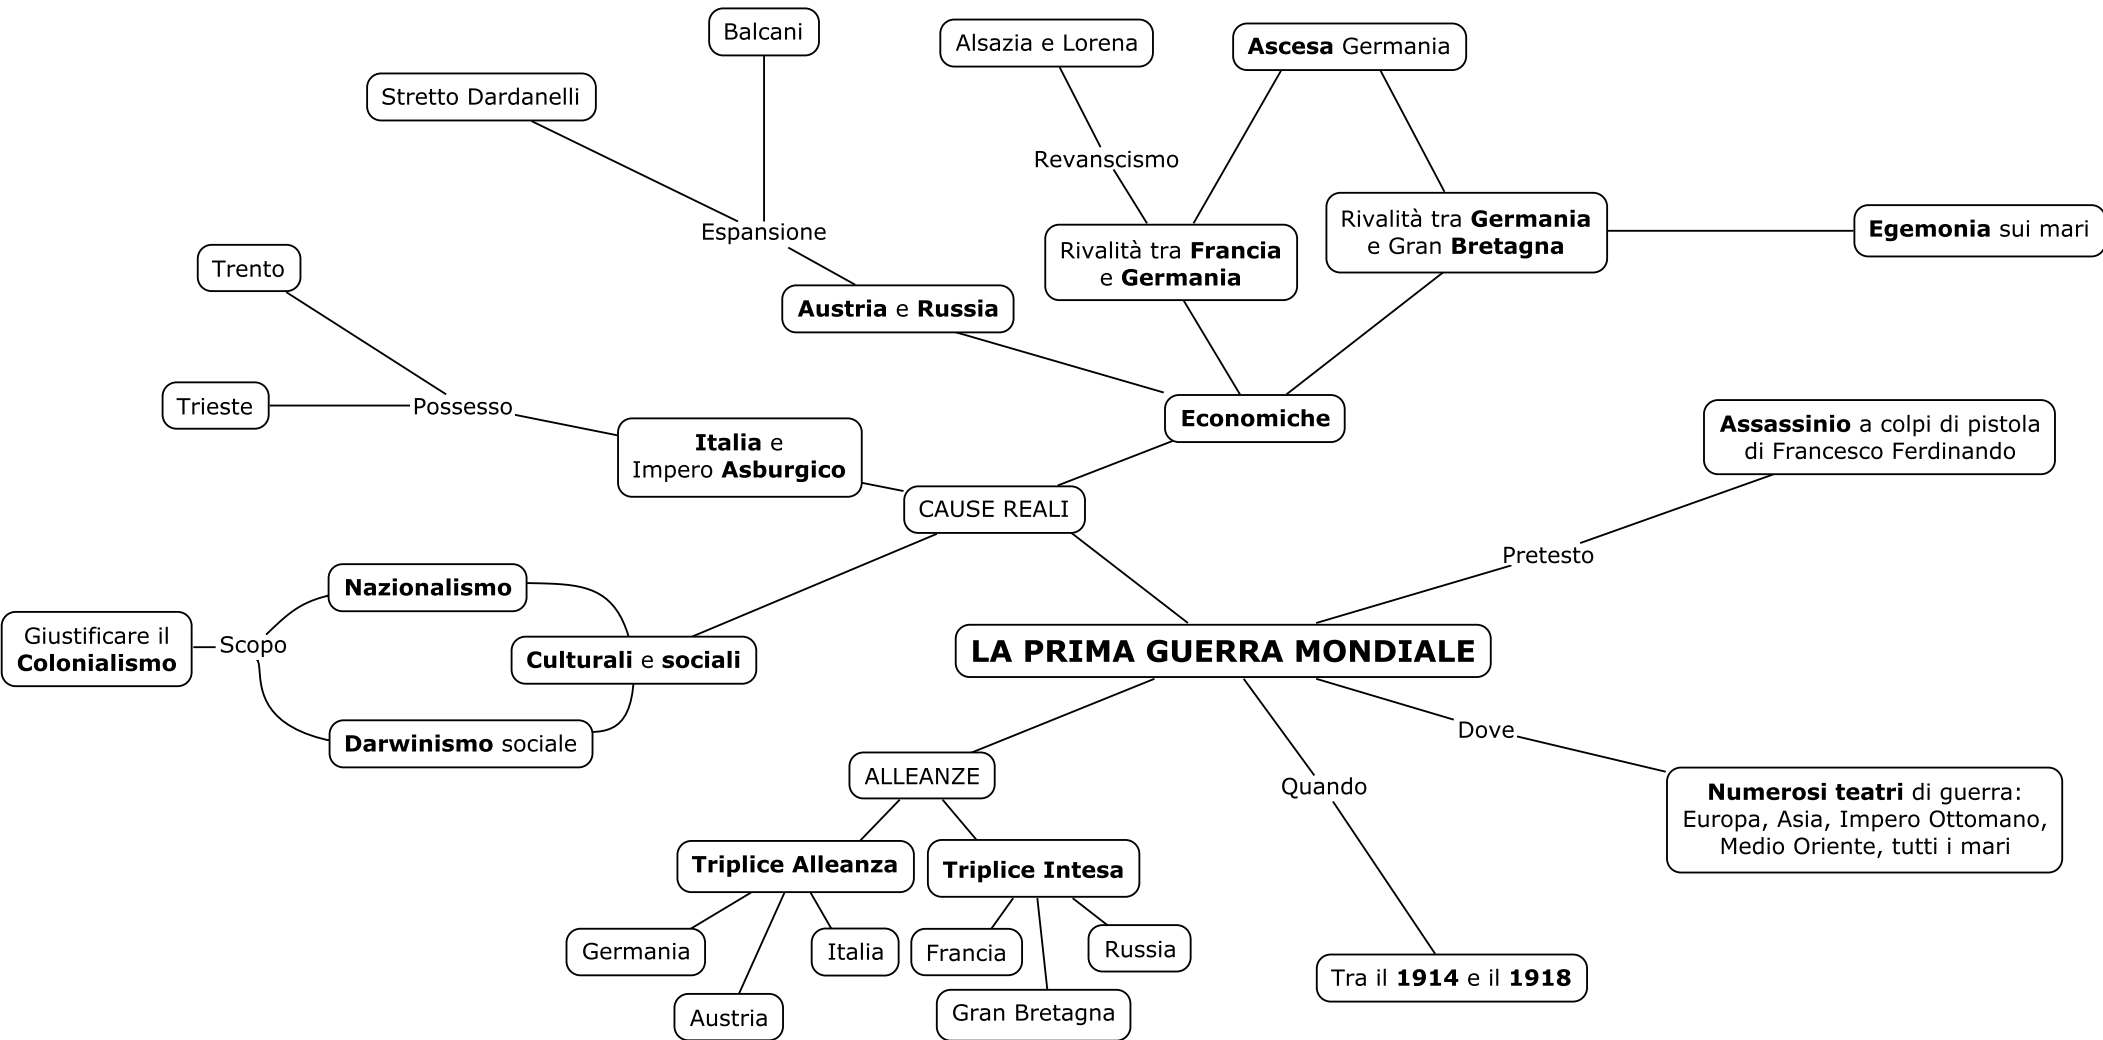 Balcani
Alsazia e Lorena
Ascesa Germania
Stretto Dardanelli
Revanscismo
Espansione
Rivalità tra Germania
e Gran Bretagna
Egemonia sui mari
Rivalità tra Francia
e Germania
Trento
Austria e Russia
Trieste
Possesso
Economiche
Italia e
Impero Asburgico
Assassinio a colpi di pistola
di Francesco Ferdinando
CAUSE REALI
Pretesto
Nazionalismo
Giustificare il
Colonialismo
Scopo
Culturali e sociali
LA PRIMA GUERRA MONDIALE
Darwinismo sociale
Dove
ALLEANZE
Quando
Numerosi teatri di guerra:
Europa, Asia, Impero Ottomano,
Medio Oriente, tutti i mari
Triplice Alleanza
Triplice Intesa
Germania
Italia
Francia
Russia
Tra il 1914 e il 1918
Austria
Gran Bretagna